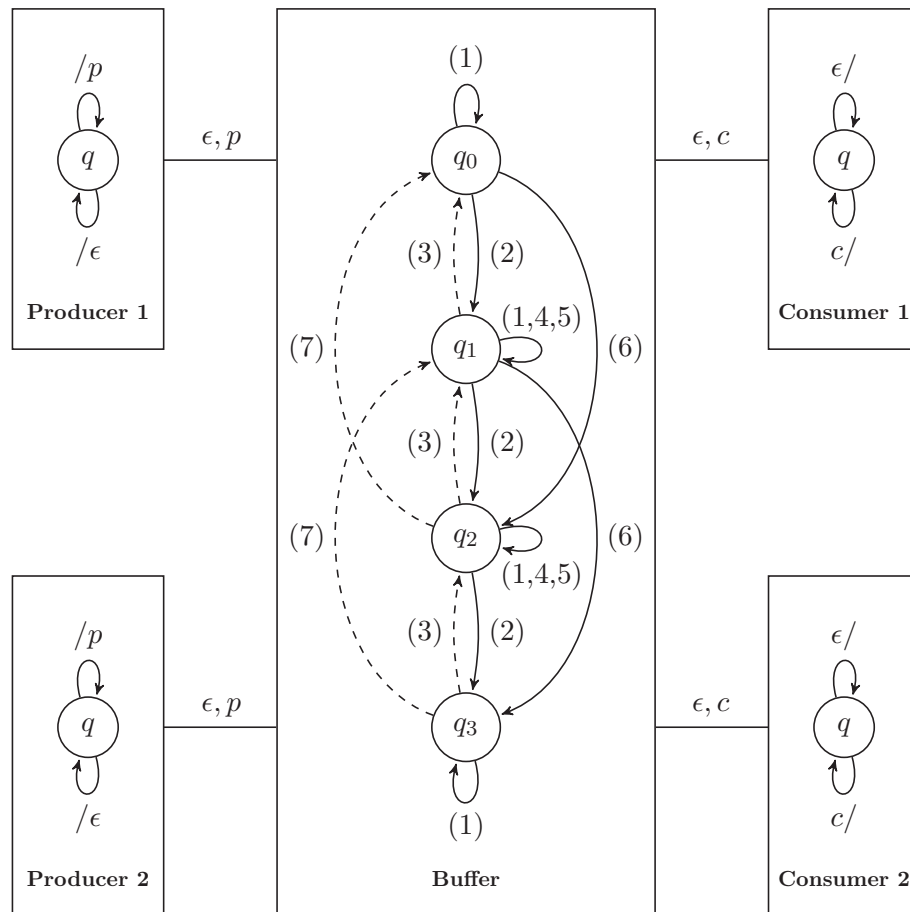 /p
(1)
ϵ/
ϵ, p
ϵ, c
q
q0
q
/ϵ
c/
(3)
(2)
Producer 1
Consumer 1
(1,4,5)
(7)
q1
(6)
(3)
(2)
(7)
q2
(6)
(1,4,5)
/p
(3)
(2)
ϵ/
ϵ, p
ϵ, c
q
q3
q
/ϵ
(1)
c/
Producer 2
Buffer
Consumer 2